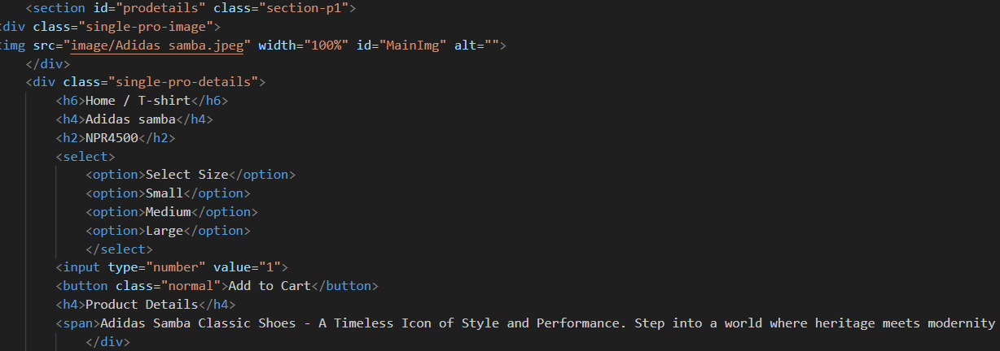 <section id="prodetails" class="section-p1">
div class="single-pro-image">
img src="image/Adidas samba.jpeg" width="100%" id="MainImg" alt="">
</div>
<div class="single-pro-details">
<h6>Home / T-shirt</h6>
<h4>Adidas samba</h4>
<h2>NPR4500</h2>
<select>
<option>Select Size</option>
<option>Small</option>
<option>Medium</option>
<option>Large</option>
</select>
<input type="number" value="1">
<button class="normal">Add to Cart</button>
<h4>Product Details</h4>
<span>Adidas Samba Classic Shoes - A Timeless Icon of Style and Performance. Step into a world where heritage meets modernity
</div>